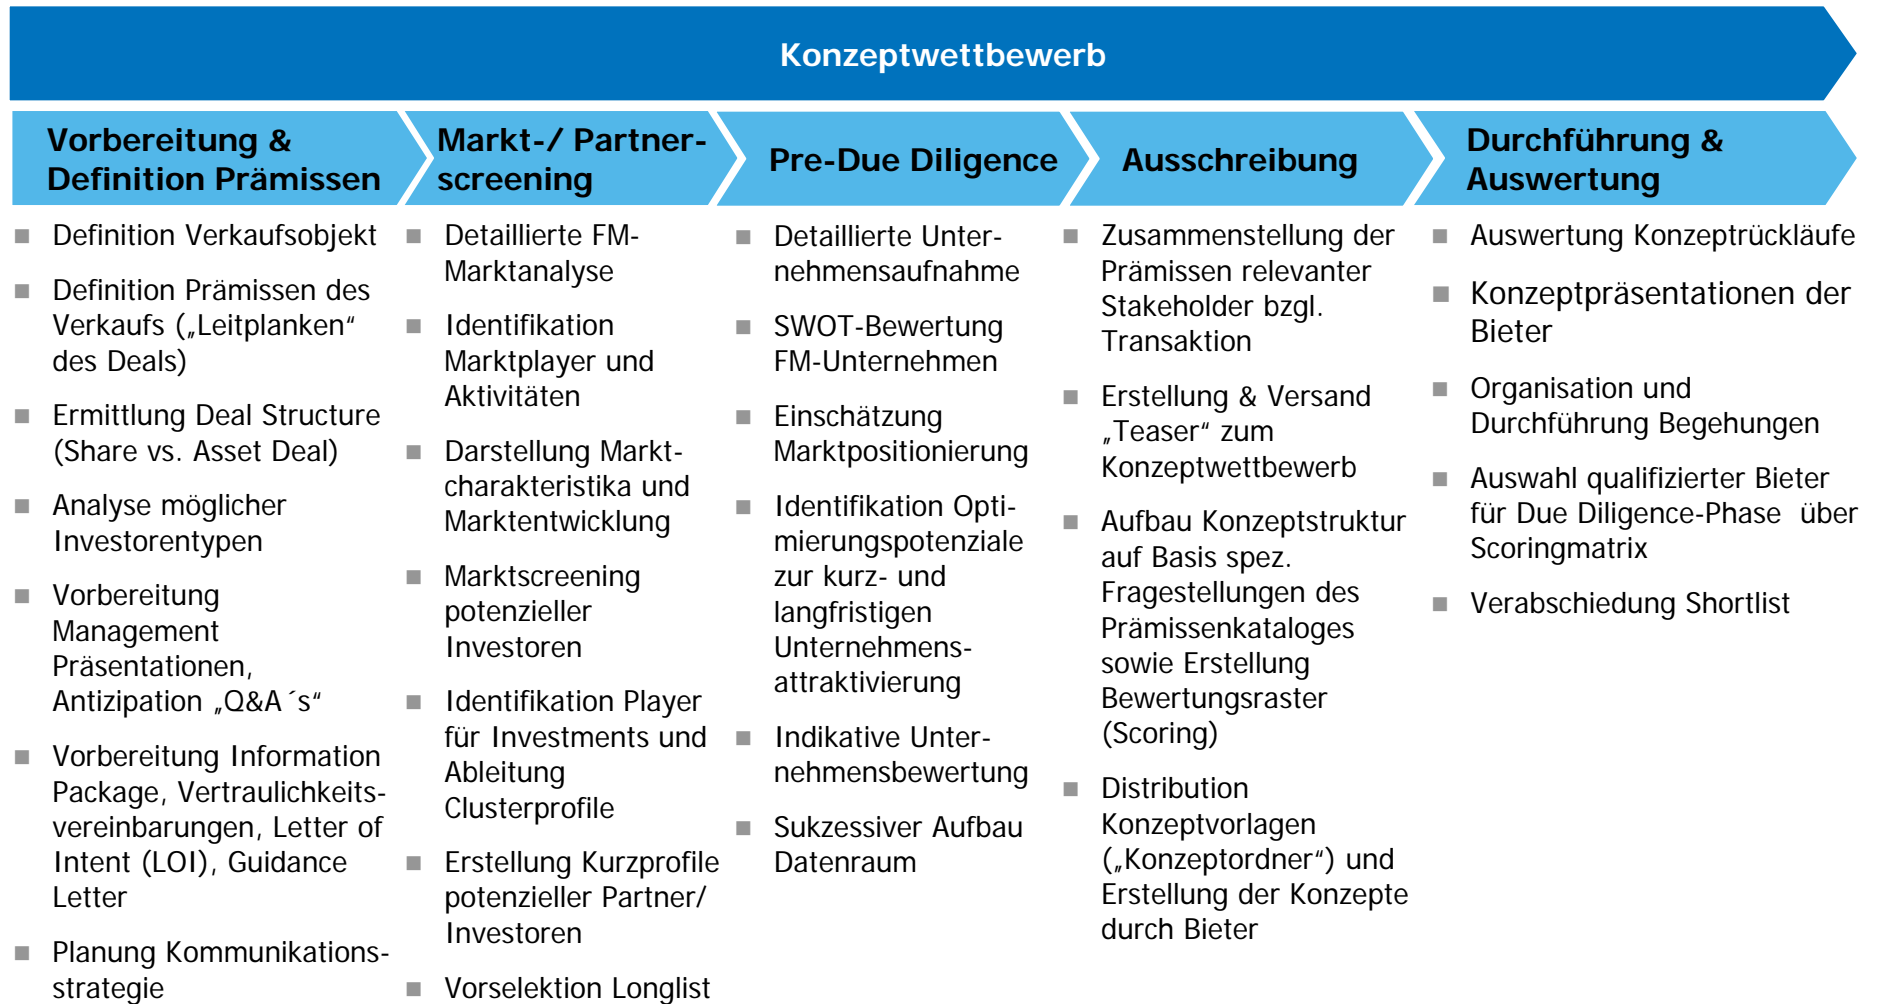 Konzeptwettbewerb
Vorbereitung &
Definition Prämissen
Markt-/ Partner-
screening
Pre-Due Diligence
Ausschreibung
Durchführung &
Auswertung
Definition Verkaufsobjekt
Definition Prämissen des
Verkaufs („Leitplanken“
des Deals)
Ermittlung Deal Structure
(Share vs. Asset Deal)
Analyse möglicher
Investorentypen
Vorbereitung
Management
Präsentationen,
Antizipation „Q&A´s“
Vorbereitung Information
Package, Vertraulichkeits-
vereinbarungen, Letter of
Intent (LOI), Guidance
Letter
Planung Kommunikations-
strategie
Detaillierte FM-
Marktanalyse
Identifikation
Marktplayer und
Aktivitäten
Darstellung Markt-
charakteristika und
Marktentwicklung
Marktscreening
potenzieller
Investoren
Identifikation Player
für Investments und
Ableitung
Clusterprofile
Erstellung Kurzprofile
potenzieller Partner/
Investoren
Vorselektion Longlist
Detaillierte Unter-
nehmensaufnahme
SWOT-Bewertung
FM-Unternehmen
Einschätzung
Marktpositionierung
Identifikation Opti-
mierungspotenziale
zur kurz- und
langfristigen
Unternehmens-
attraktivierung
Indikative Unter-
nehmensbewertung
Sukzessiver Aufbau
Datenraum
Zusammenstellung der
Prämissen relevanter
Stakeholder bzgl.
Transaktion
Erstellung & Versand
„Teaser“ zum
Konzeptwettbewerb
Aufbau Konzeptstruktur
auf Basis spez.
Fragestellungen des
Prämissenkataloges
sowie Erstellung
Bewertungsraster
(Scoring)
Distribution
Konzeptvorlagen
(„Konzeptordner“) und
Erstellung der Konzepte
durch Bieter
Auswertung Konzeptrückläufe
Konzeptpräsentationen der
Bieter
Organisation und
Durchführung Begehungen
Auswahl qualifizierter Bieter
für Due Diligence-Phase  über
Scoringmatrix
Verabschiedung Shortlist